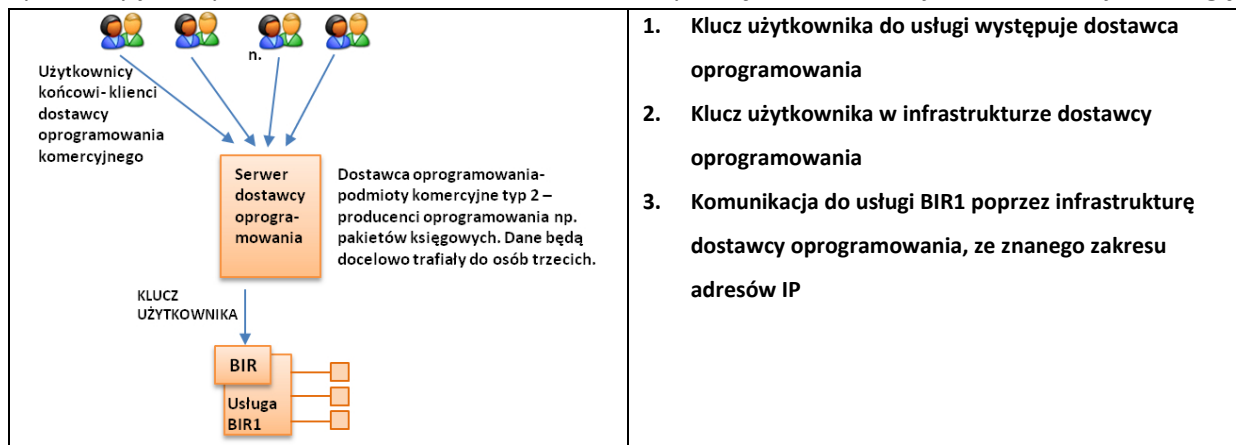 n.
Użytkownicy
końcowi- klienci
dostawcy
oprogramowania
komercyjnego
Serwer
dostawcy
oprogra-
mowania
Dostawca oprogramowania-
podmioty komercyjne typ 2 –
producenci oprogramowania np.
pakietów księgowych. Dane będą
docelowo trafiały do osób trzecich.
KLUCZ
UŻYTKOWNIKA
BIR
Usługa
BIR1
1. Klucz użytkownika do usługi występuje dostawca
oprogramowania
2. Klucz użytkownika w infrastrukturze dostawcy
oprogramowania
3. Komunikacja do usługi BIR1 poprzez infrastrukturę
dostawcy oprogramowania, ze znanego zakresu
adresów IP